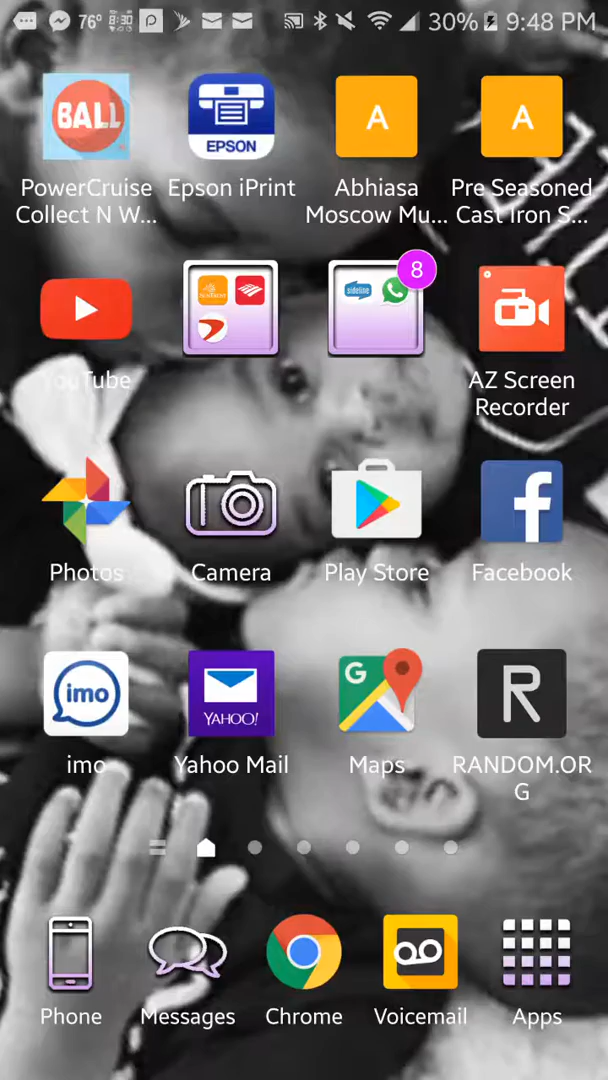 76° 8:30 30% 9:48 PM
BALL
EPSON
A
A
PowerCruise
Collect N W...
Epson iPrint
Abhiasa
Moscow Mu...
Pre Seasoned
Cast Iron S...
8
sideline
YouTube
AZ Screen
Recorder
f
Photos
Camera
Play Store
Facebook
imo
YAHOO!
G
R
imo
Yahoo Mail
Maps
RANDOM.OR
G
Phone
Messages
Chrome
Voicemail
Apps